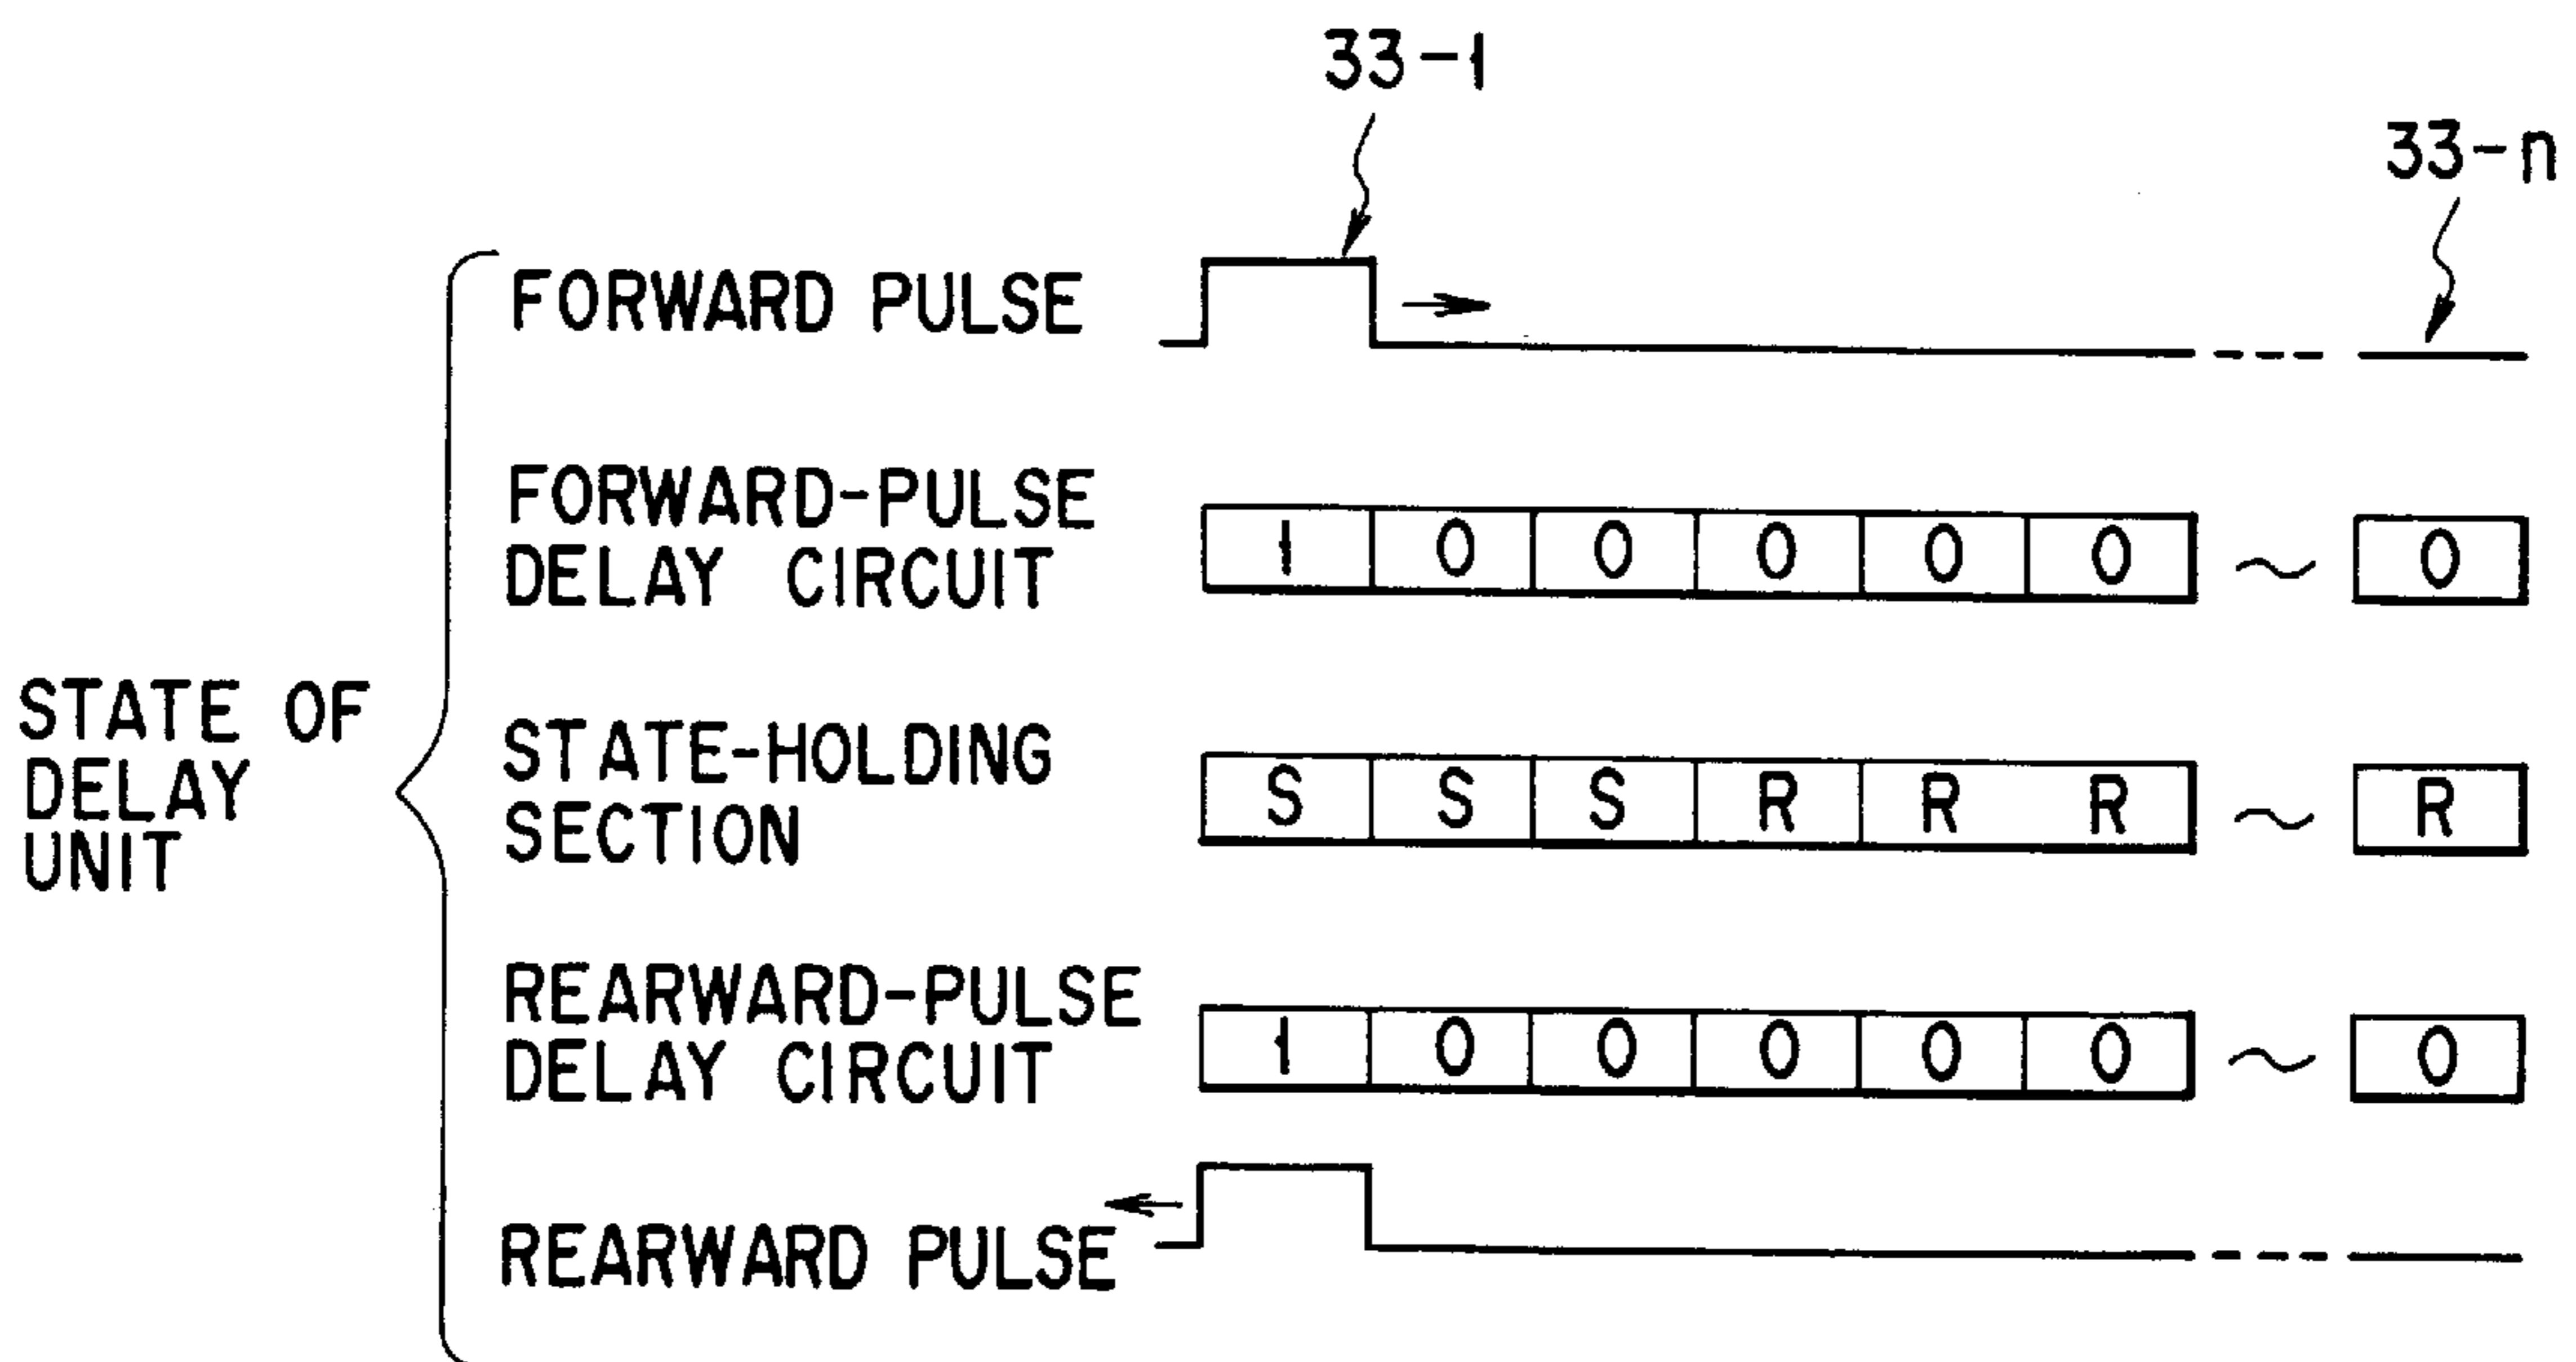 33-1
33-n
FORWARD PULSE
FORWARD-PULSE
DELAY CIRCUIT
1 0 0 0 0 0 ~ 0
STATE OF
DELAY
UNIT
STATE-HOLDING
SECTION
S S S R R R ~ R
REARWARD-PULSE
DELAY CIRCUIT
1 0 0 0 0 0 ~ 0
REARWARD PULSE